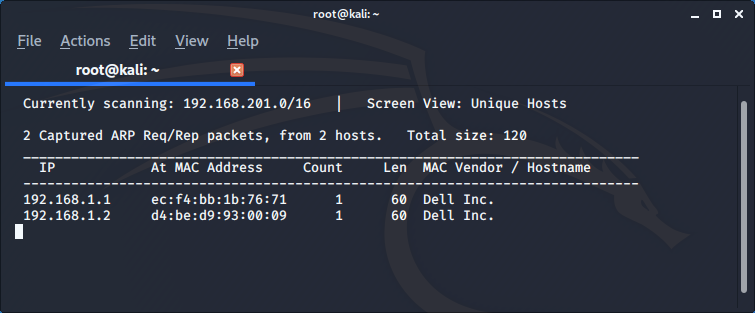 root@kali: ~
File Actions Edit View Help
root@kali: ~
Currently scanning: 192.168.201.0/16 | Screen View: Unique Hosts
2 Captured ARP Req/Rep packets, from 2 hosts. Total size: 120
_____________________________________________________________________________
IP At MAC Address Count Len MAC Vendor / Hostname
-----------------------------------------------------------------------------
192.168.1.1 ec:f4:bb:1b:76:71 1 60 Dell Inc.
192.168.1.2 d4:be:d9:93:00:09 1 60 Dell Inc.